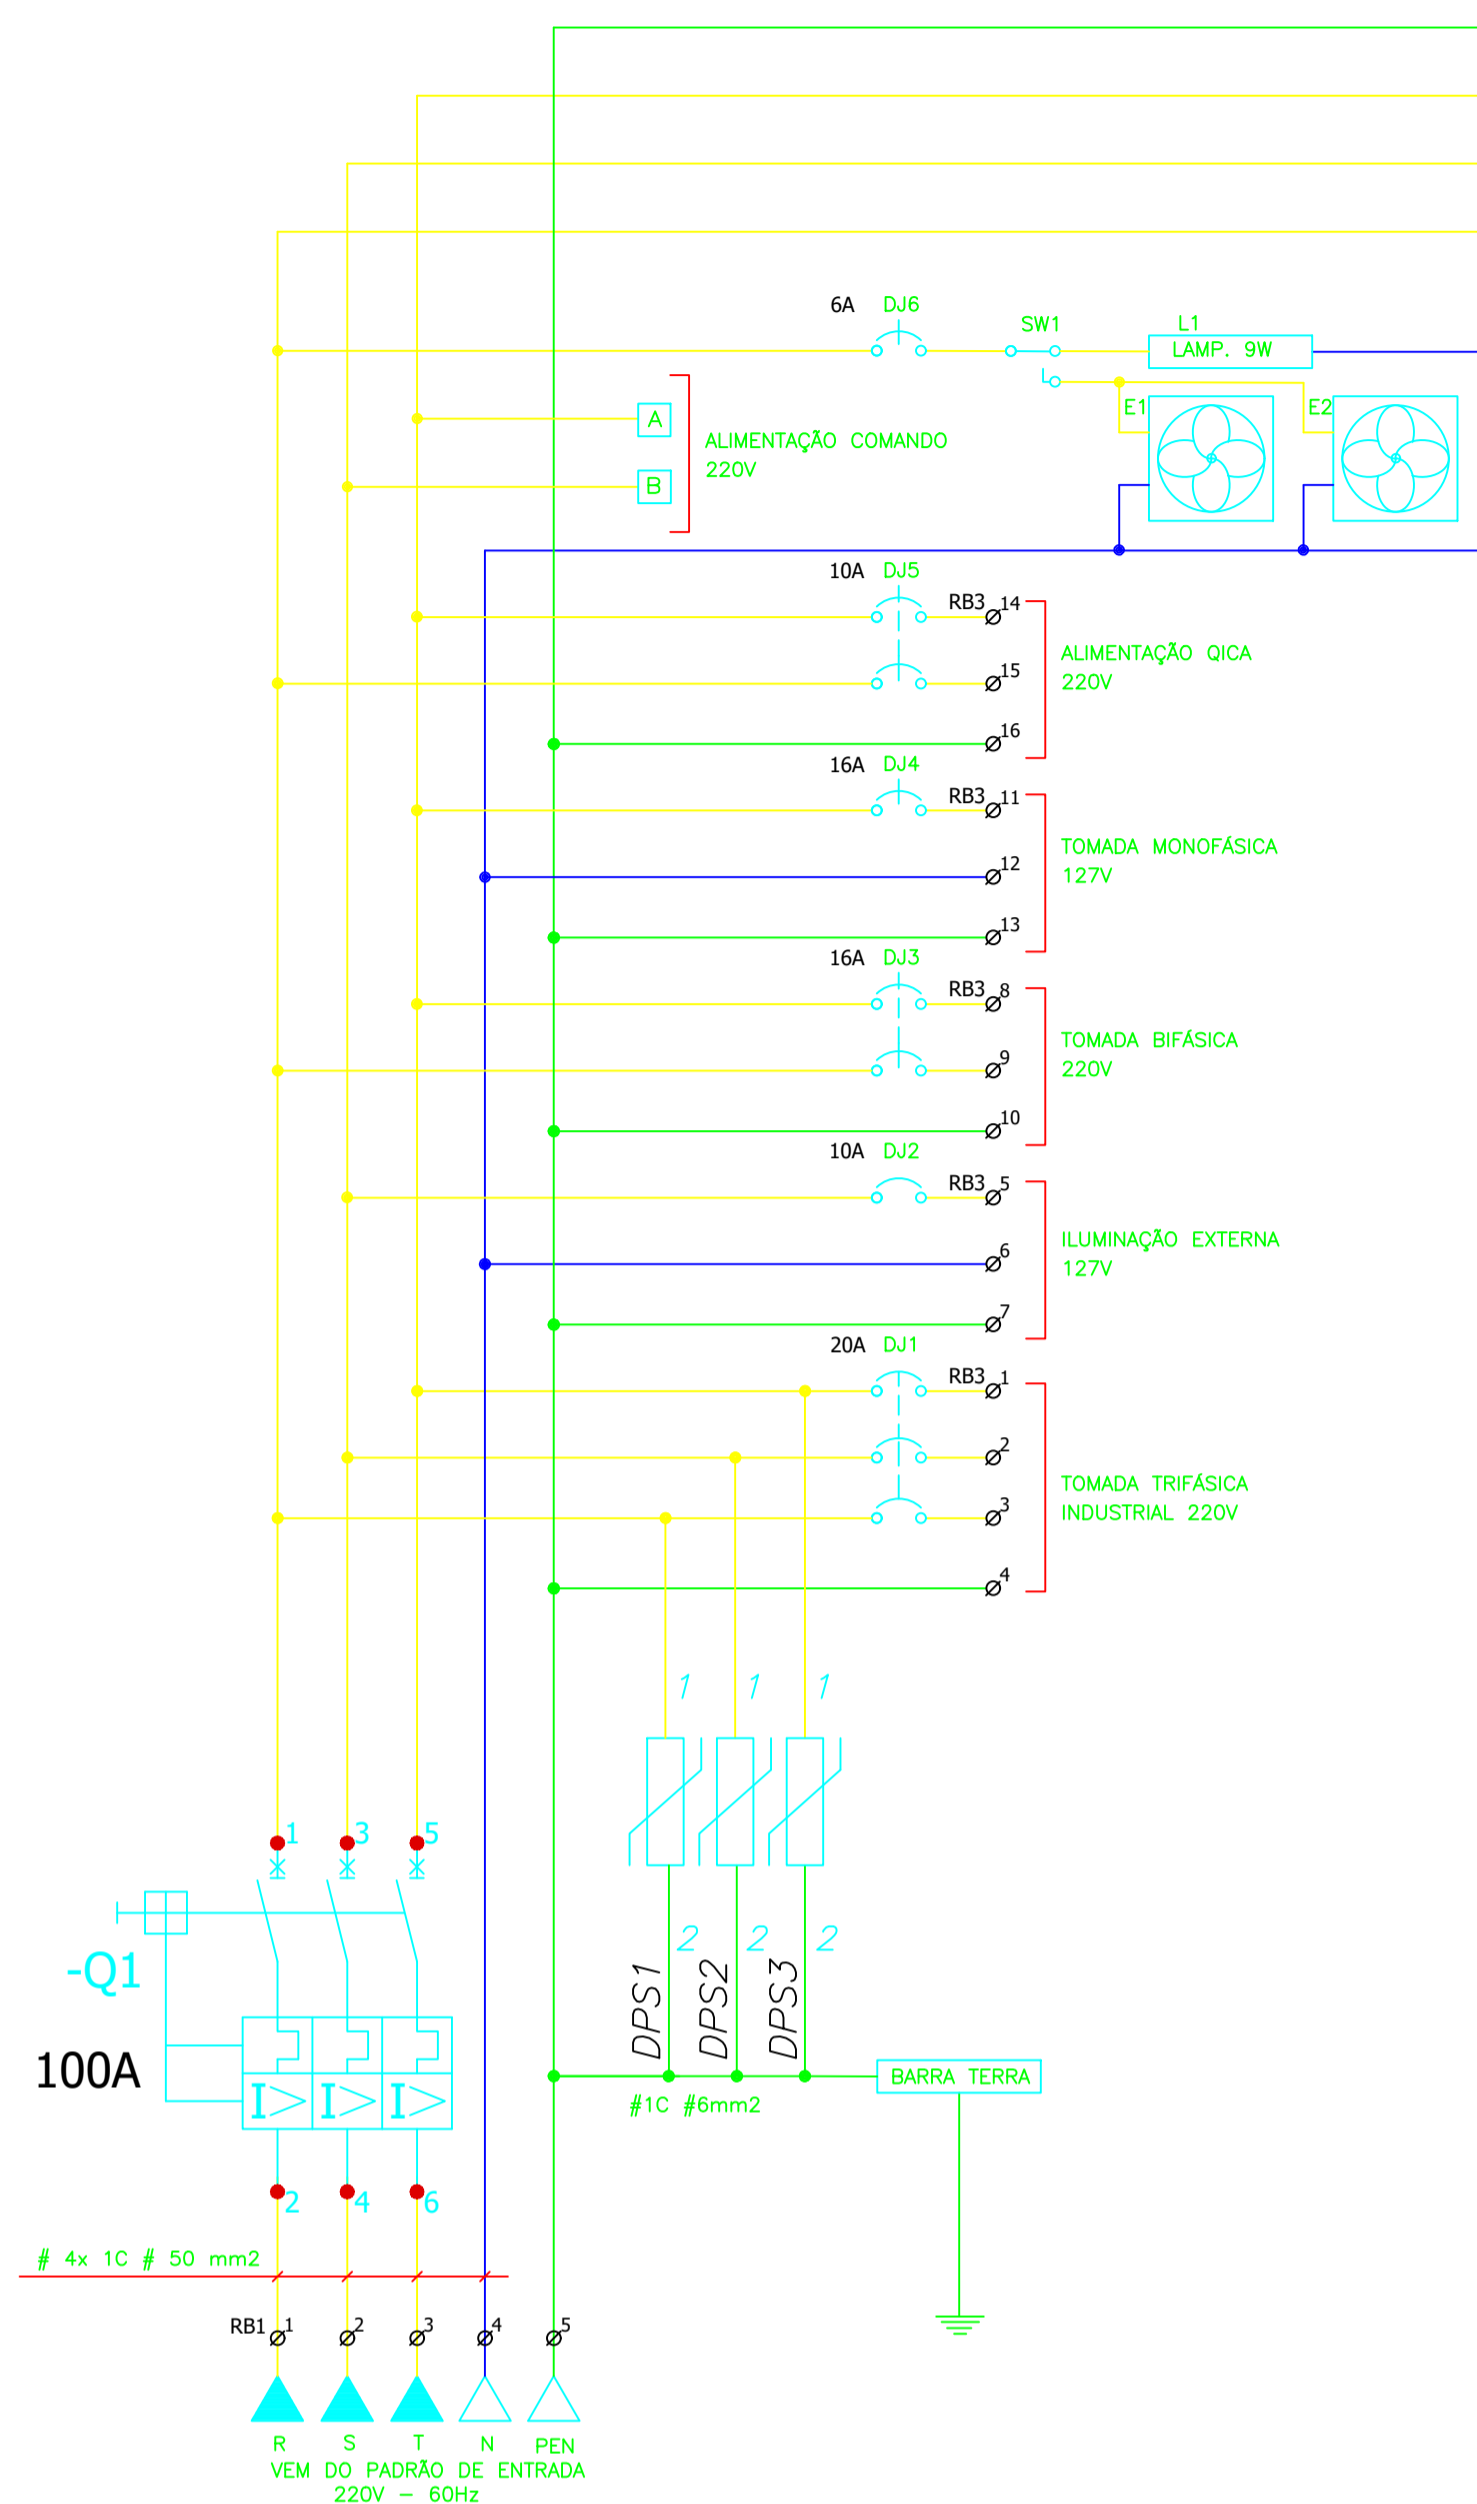 6A DJ6
SW1
L1
LAMP. 9W
E1
E2
A
B
ALIMENTAÇÃO COMANDO
220V
10A DJ5
RB3 14
15
16
ALIMENTAÇÃO QICA
220V
16A DJ4
RB3 11
12
13
TOMADA MONOFÁSICA
127V
16A DJ3
RB3 8
9
10
TOMADA BIFÁSICA
220V
10A DJ2
RB3 5
6
7
ILUMINAÇÃO EXTERNA
127V
20A DJ1
RB3 1
2
3
4
TOMADA TRIFÁSICA
INDUSTRIAL 220V
1 1 1
2 2 2
DPS1
DPS2
DPS3
BARRA TERRA
#1C #6mm2
1 3 5
-Q1
100A
I> I> I>
2 4 6
# 4x 1C # 50 mm2
RB1 1 2 3 4 5
R S T N PEN
VEM DO PADRÃO DE ENTRADA
220V – 60Hz